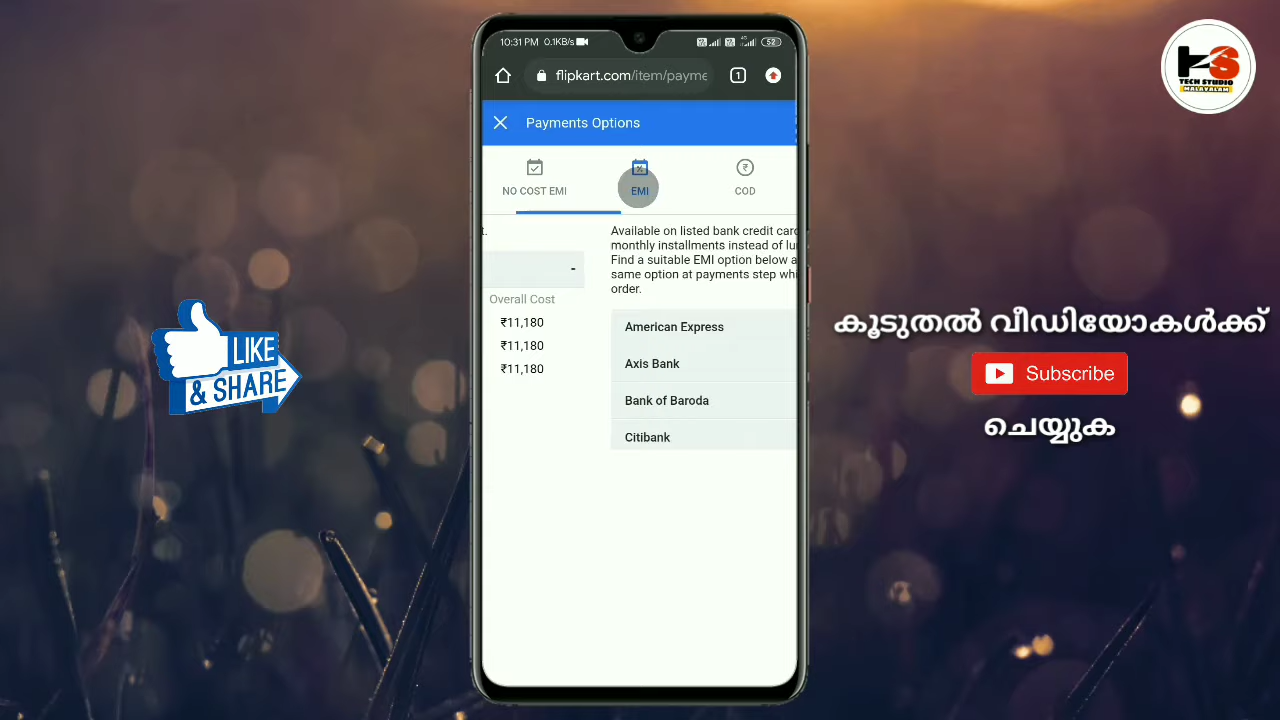 10:31 PM 0.1KB/s
52
flipkart.com/item/payme
1
Payments Options
NO COST EMI
EMI
COD
t.
-
Overall Cost
₹11,180
₹11,180
₹11,180
Available on listed bank credit card
monthly installments instead of lu
Find a suitable EMI option below a
same option at payments step whi
order.
American Express
Axis Bank
Bank of Baroda
Citibank
LIKE
& SHARE
TECH STUDIO
MALAYALAM
കൂടുതൽ വീഡിയോകൾക്ക്
Subscribe
ചെയ്യുക